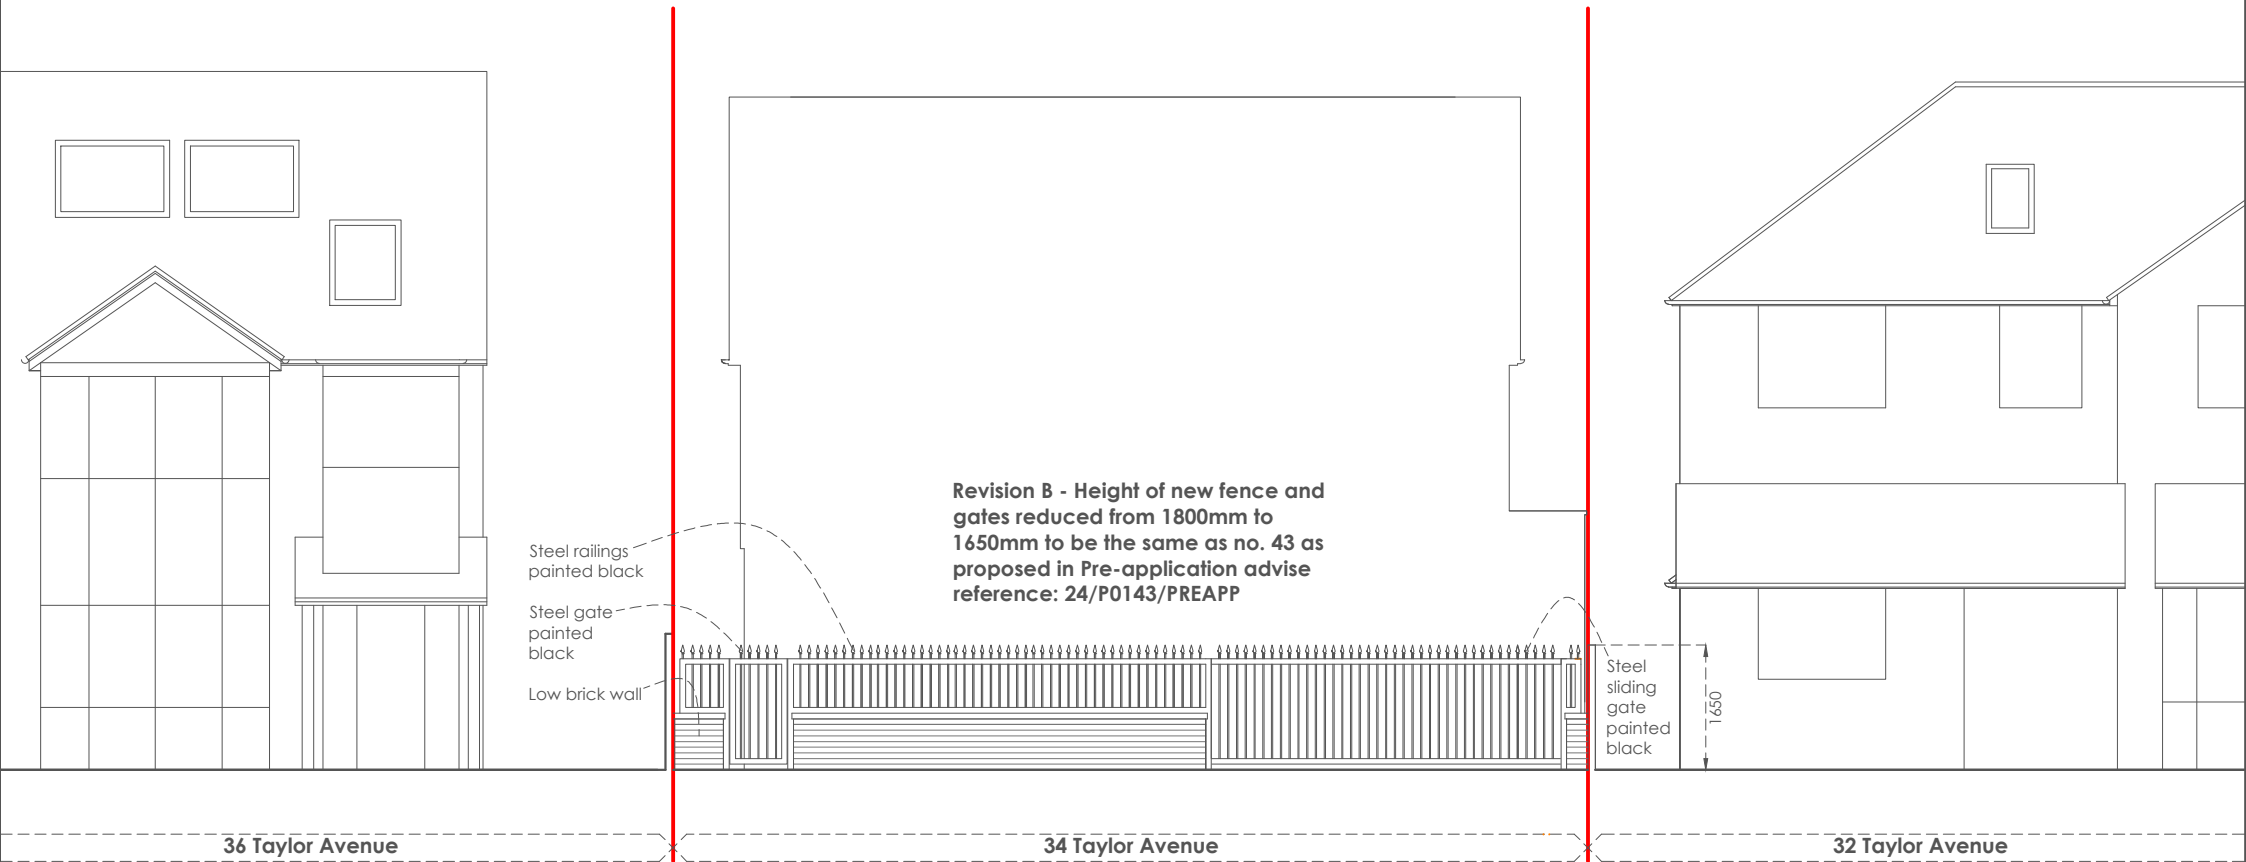 Revision B - Height of new fence and
gates reduced from 1800mm to
1650mm to be the same as no. 43 as
proposed in Pre-application advise
reference: 24/P0143/PREAPP
Steel railings
painted black
Steel gate
painted
black
Low brick wall
Steel
sliding
gate
painted
black
1650
36 Taylor Avenue
34 Taylor Avenue
32 Taylor Avenue